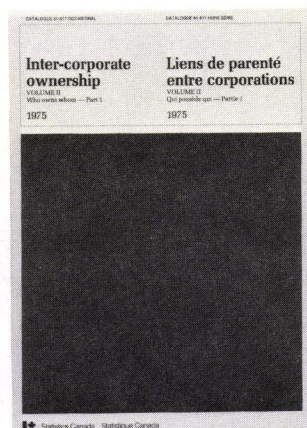 CATALOGUE 61-517 OCCASIONAL
CATALOGUE 61-517 HORS SÉRIE
Inter-corporate
ownership
VOLUME II
Who owns whom — Part 1
1975
Liens de parenté
entre corporations
VOLUME II
Qui possède qui — Partie 1
1975
Statistics Canada Statistique Canada